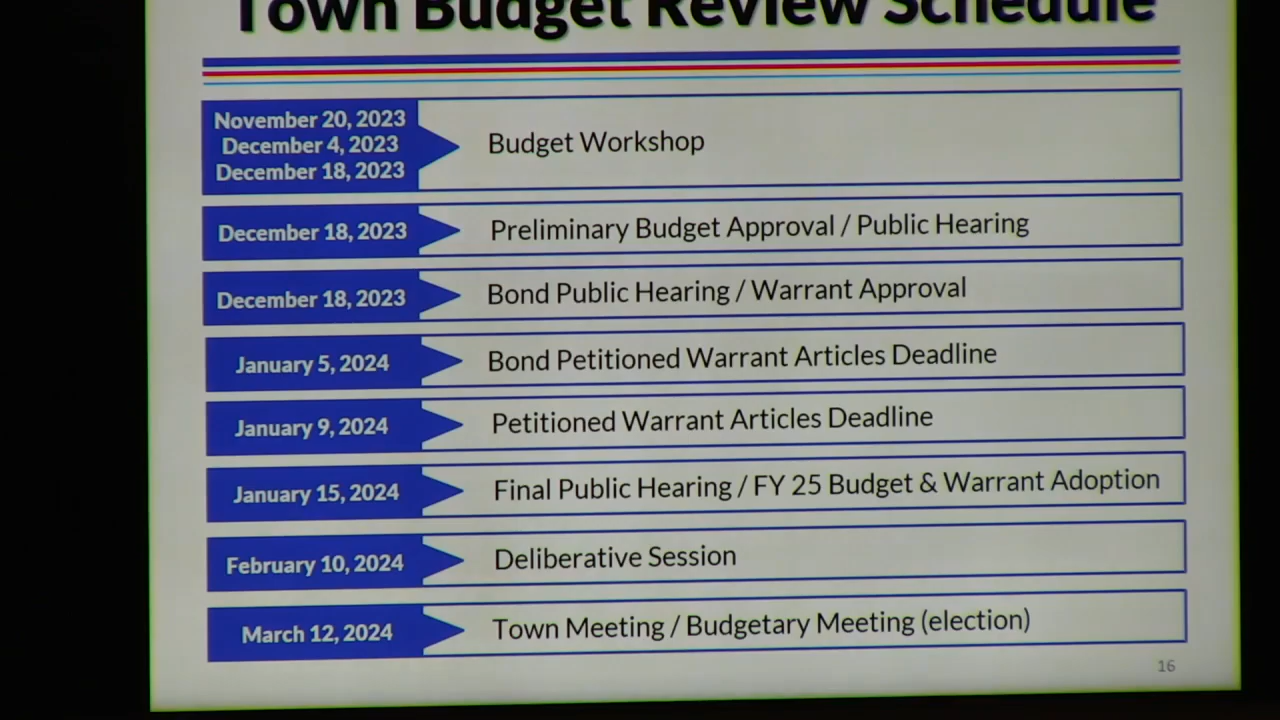 Town Budget Review Schedule
November 20, 2023
December 4, 2023
December 18, 2023
Budget Workshop
December 18, 2023
Preliminary Budget Approval / Public Hearing
December 18, 2023
Bond Public Hearing / Warrant Approval
January 5, 2024
Bond Petitioned Warrant Articles Deadline
January 9, 2024
Petitioned Warrant Articles Deadline
January 15, 2024
Final Public Hearing / FY 25 Budget & Warrant Adoption
February 10, 2024
Deliberative Session
March 12, 2024
Town Meeting / Budgetary Meeting (election)
16